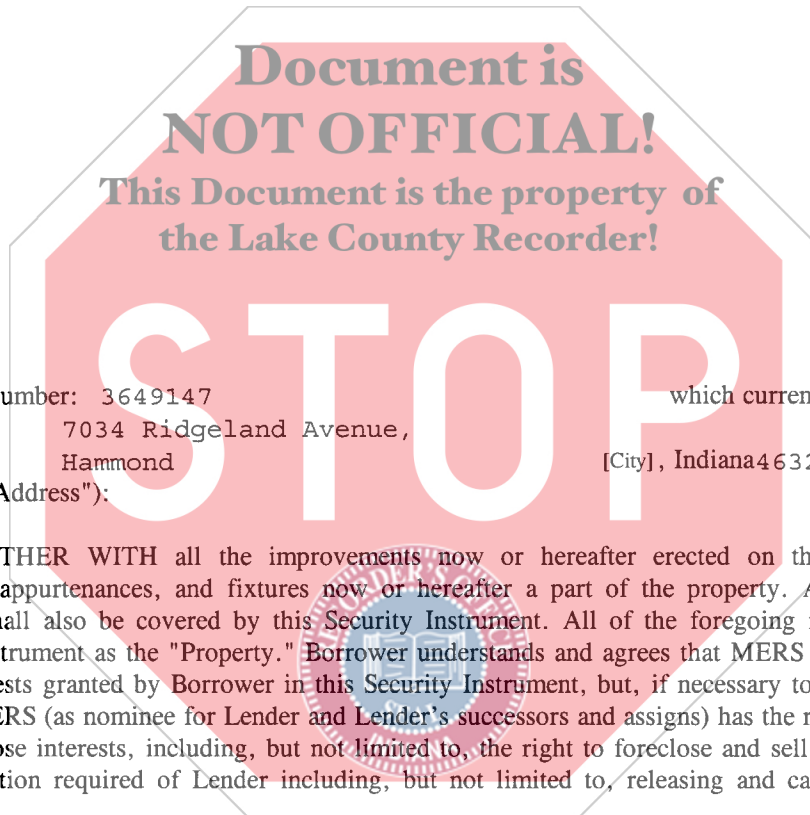 Document is
NOT OFFICIAL!
This Document is the property of
the Lake County Recorder!
STOP
umber: 3649147 which curren
7034 Ridgeland Avenue,
Hammond [City] , Indiana 4632
Address"):
THER WITH all the improvements now or hereafter erected on th
appurtenances, and fixtures now or hereafter a part of the property. A
all also be covered by this Security Instrument. All of the foregoing
trument as the "Property." Borrower understands and agrees that MERS
ests granted by Borrower in this Security Instrument, but, if necessary to
ERS (as nominee for Lender and Lender's successors and assigns) has the
ose interests, including, but not limited to, the right to foreclose and sell
tion required of Lender including, but not limited to, releasing and ca